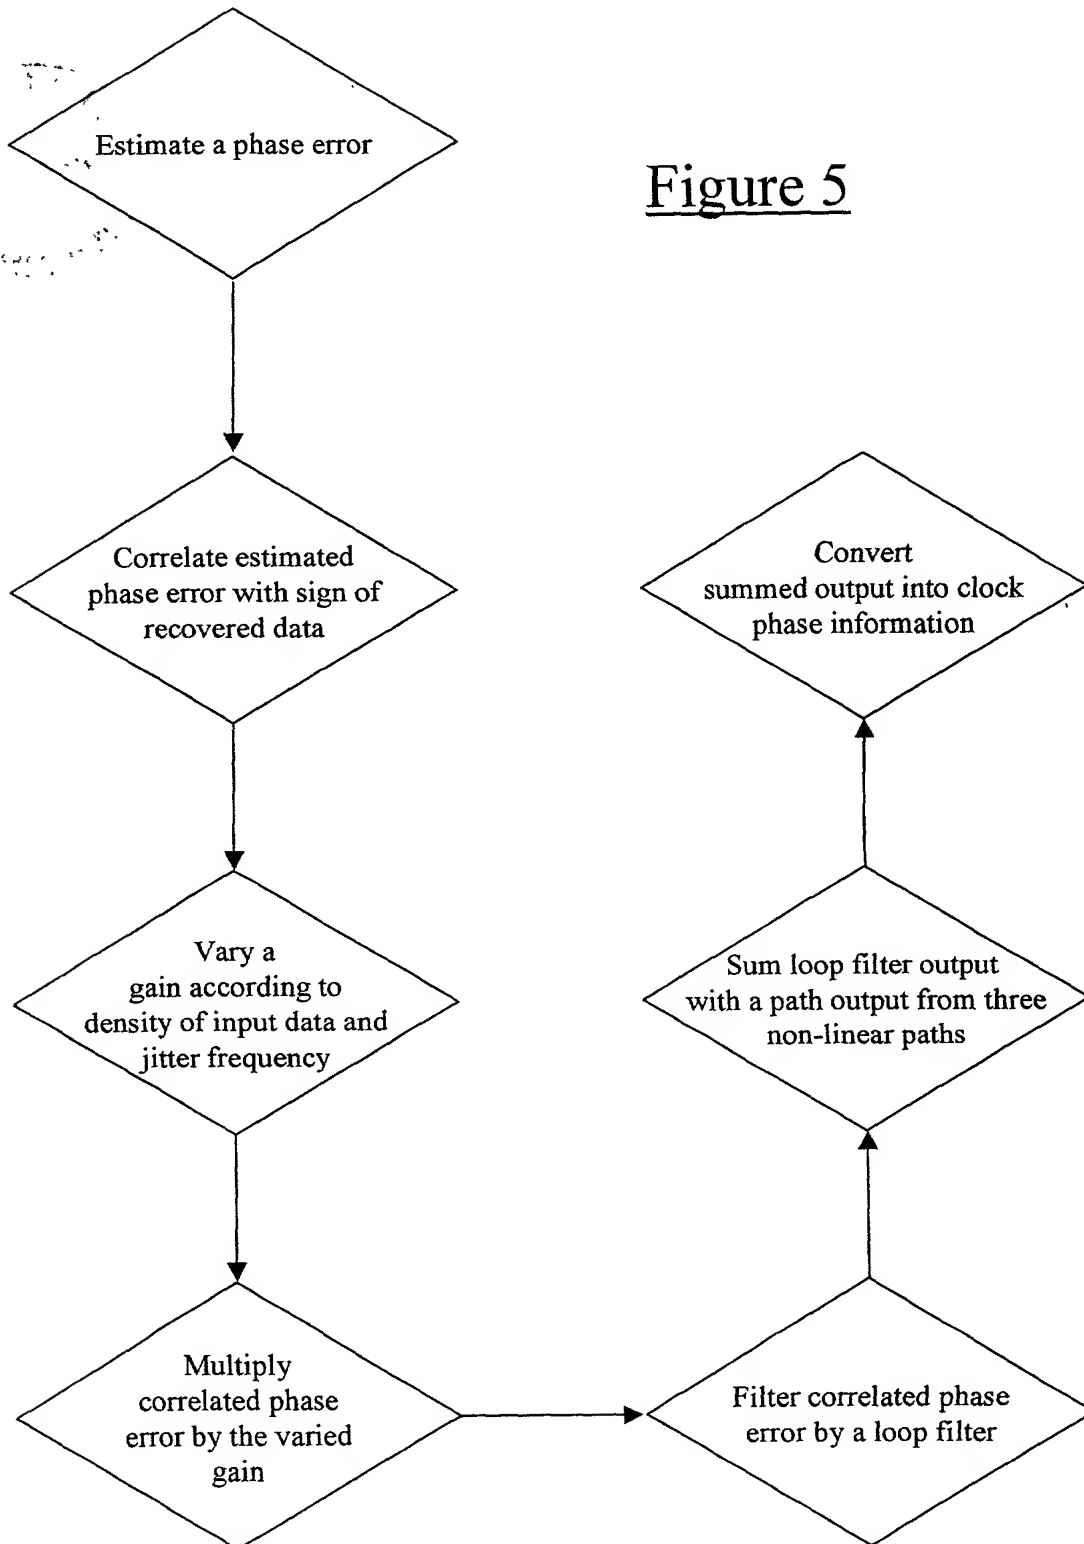 Estimate a phase error
Figure 5
Correlate estimated
phase error with sign of
recovered data
Vary a
gain according to
density of input data and
jitter frequency
Multiply
correlated phase
error by the varied
gain
Filter correlated phase
error by a loop filter
Sum loop filter output
with a path output from three
non-linear paths
Convert
summed output into clock
phase information